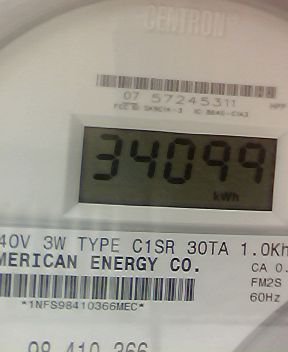 CENTRON®
07 57245311
34099
kWh
40V 3W TYPE C1SR 30TA 1.0Kh
MERICAN ENERGY CO.
CA 0.
FM2S
60Hz
*1NFS98410366MEC*
98 410 366